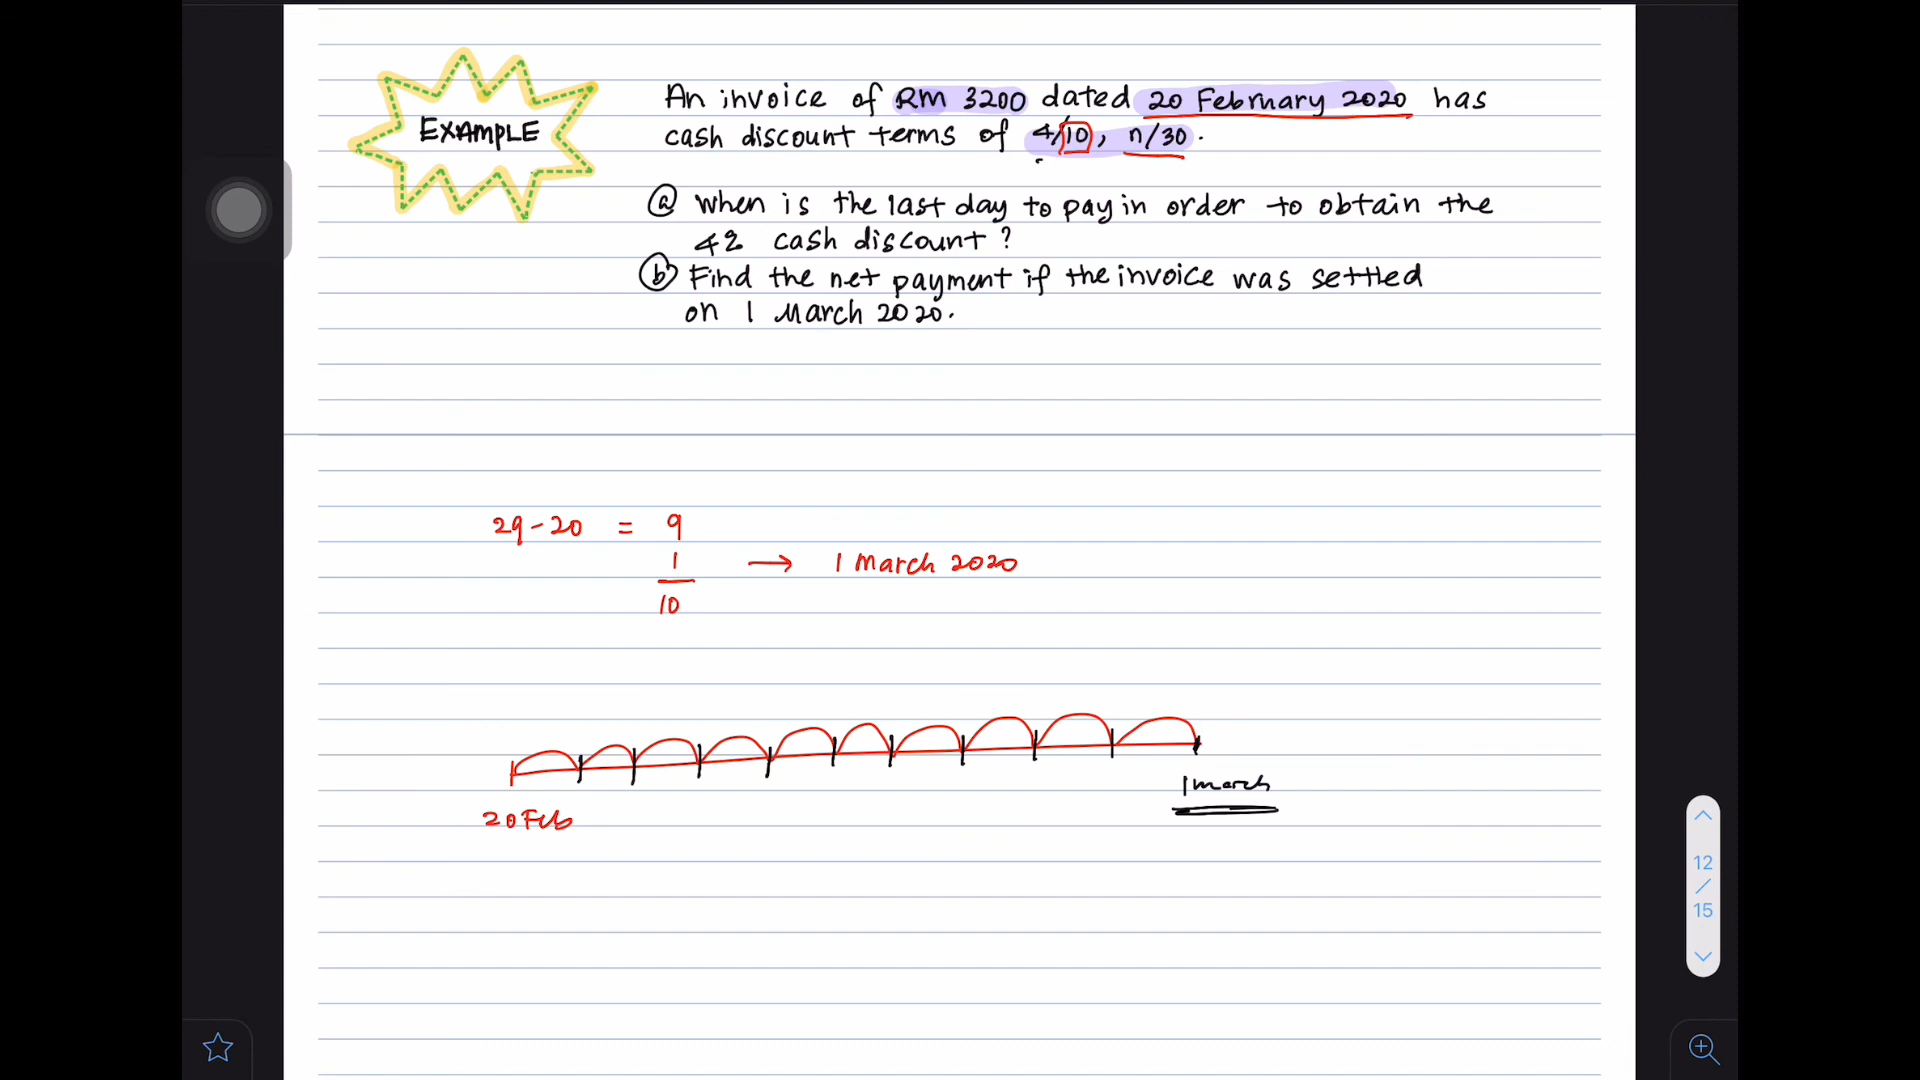 EXAMPLE
An invoice of RM 3200 dated 20 February 2020 has
cash discount terms of 4/10, n/30.
a When is the last day to pay in order to obtain the
4% cash discount?
b Find the net payment if the invoice was settled
on 1 March 2020.
29-20 = 9
1 → 1 March 2020
10
20 Feb
1 march
12
/
15